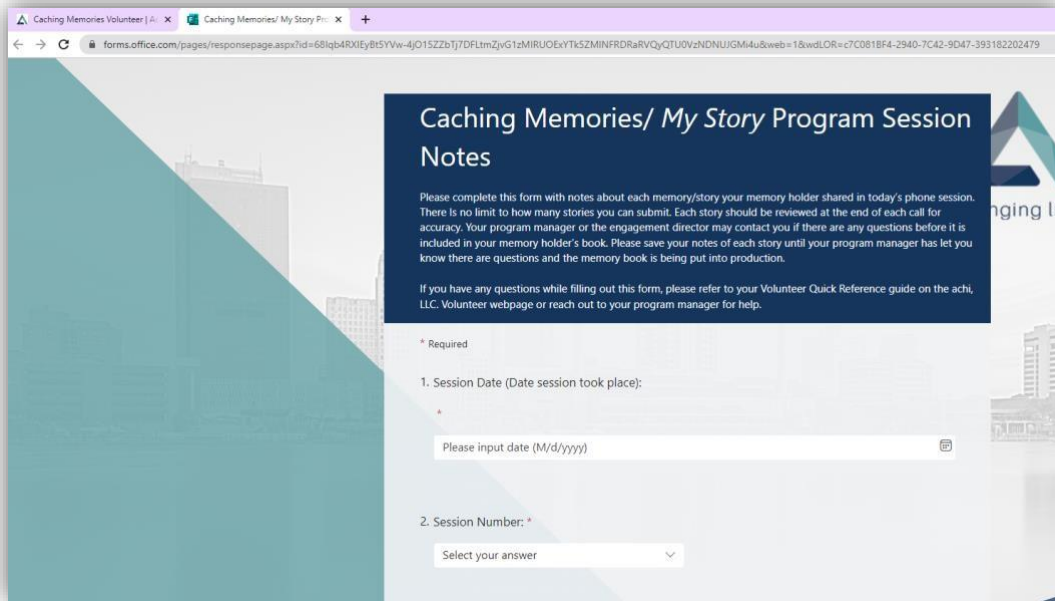 Caching Memories Volunteer | A
Caching Memories/ My Story Pro
forms.office.com/pages/responsepage.aspx?id=68Iqb4RXIEyBt5YVw-4jO15ZZbTj7DFLtmZjvG1zMIRUOExYTk5ZMlNFRDRaRVQyQTU0VzNDNUJGMi4u&web=1&wdLOR=c7C081BF4-2940-7C42-9D47-393182202479
Caching Memories/ My Story Program Session
Notes
Please complete this form with notes about each memory/story your memory holder shared in today's phone session.
There Is no limit to how many stories you can submit. Each story should be reviewed at the end of each call for
accuracy. Your program manager or the engagement director may contact you if there are any questions before it is
included in your memory holder's book. Please save your notes of each story until your program manager has let you
know there are questions and the memory book is being put into production.
If you have any questions while filling out this form, please refer to your Volunteer Quick Reference guide on the achi,
LLC. Volunteer webpage or reach out to your program manager for help.
nging l
* Required
1. Session Date (Date session took place):
*
Please input date (M/d/yyyy)
2. Session Number: *
Select your answer